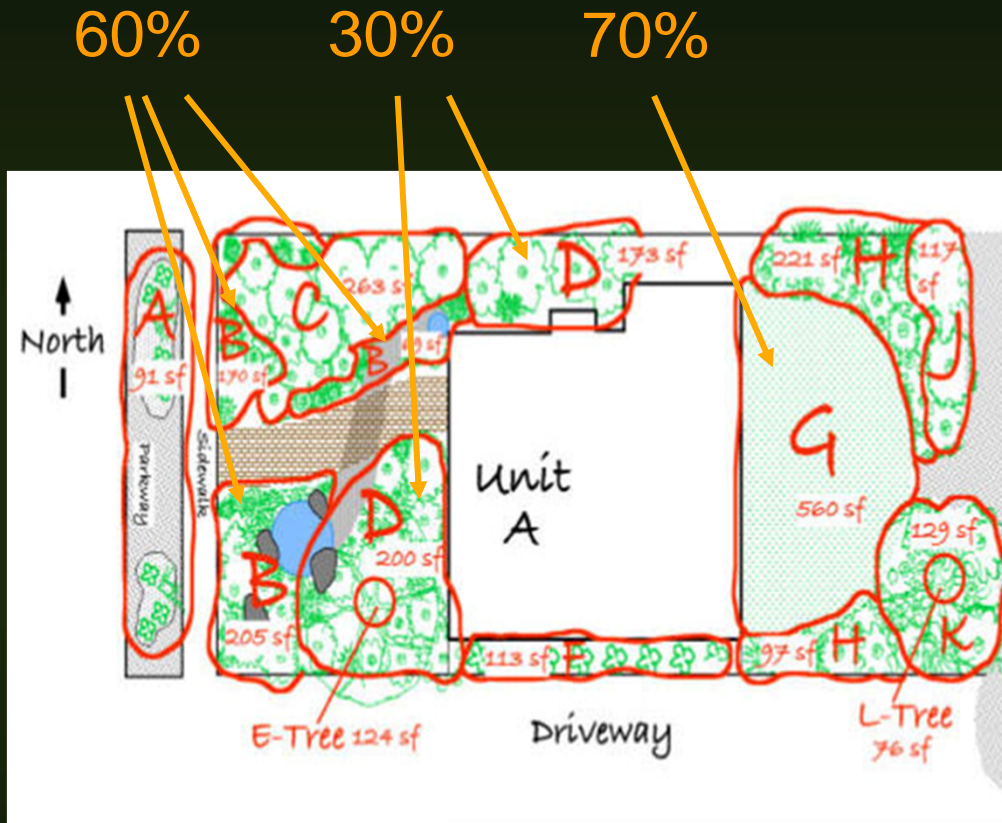 60% 30% 70%
North
A
91 sf
Parkway
Sidewalk
B
170 sf
C
263 s
B
69 sf
D
173 sf
221 sf H
117
sf
J
G
560 sf
Unit
A
D
200 sf
B
205 sf
E-Tree 124 sf
113 sf F
97 sf H
129 sf
K
L-Tree
76 sf
Driveway